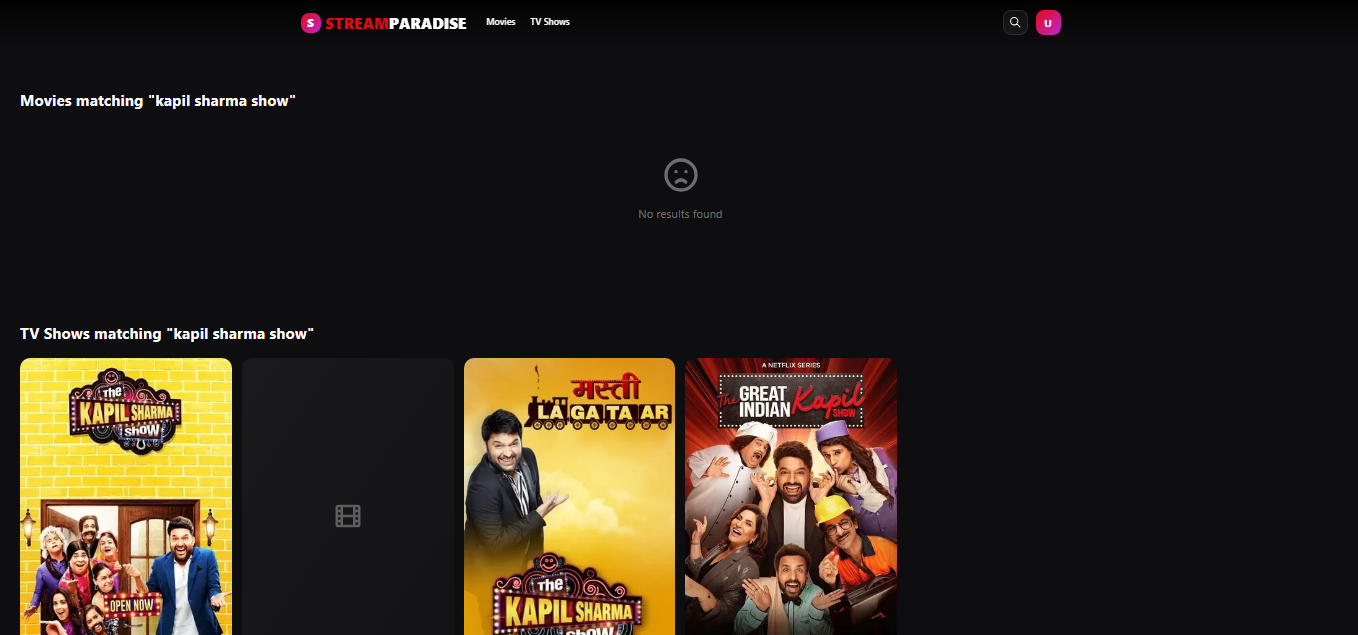 S STREAMPARADISE Movies TV Shows U
Movies matching "kapil sharma show"
No results found
TV Shows matching "kapil sharma show"
The
KAPIL SHARMA
SHOW
OPEN NOW
मस्ती
LAGATAAR
The
KAPIL SHARMA
SHOW
A NETFLIX SERIES
The GREAT
INDIAN Kapil
SHOW